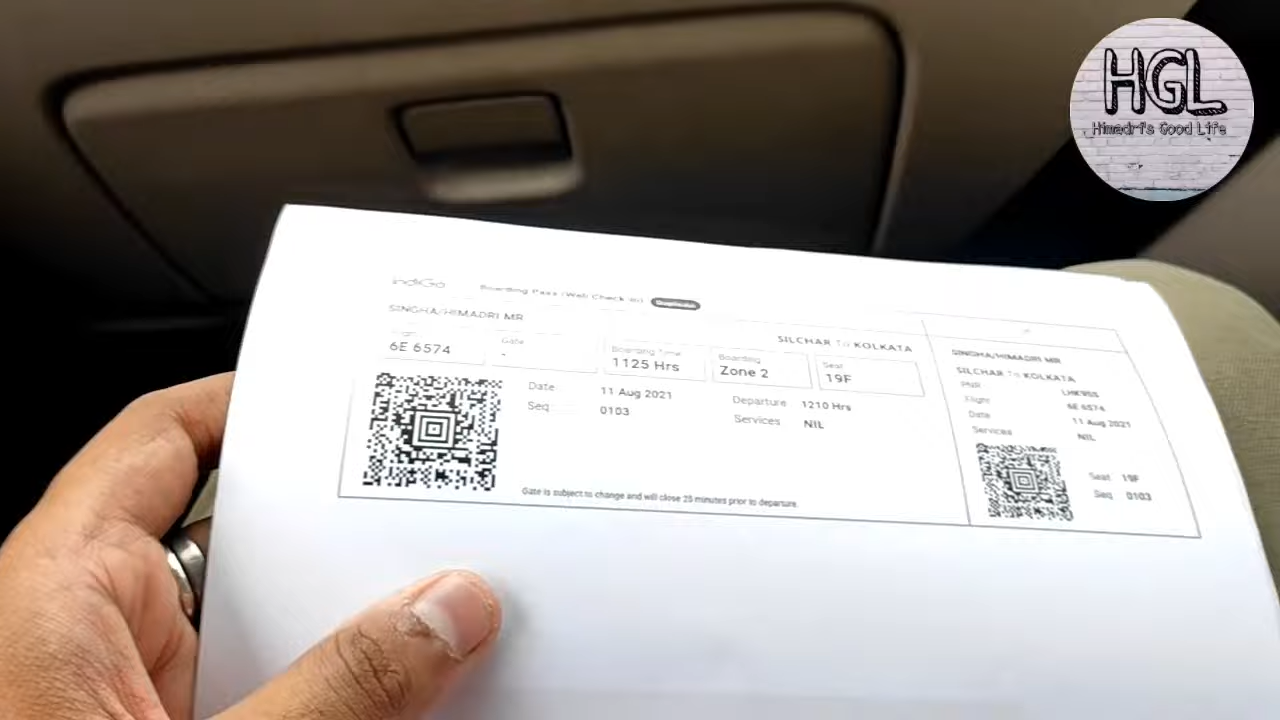 HGL
Himadri's Good Life
IndiGo Boarding Pass (Web Check in)
SINGHA/HIMADRI MR
SILCHAR To KOLKATA
Flight
6E 6574
Gate
-
Boarding Time
1125 Hrs
Boarding
Zone 2
Seat
19F
Date 11 Aug 2021
Seq 0103
Departure 1210 Hrs
Services NIL
Gate is subject to change and will close 25 minutes prior to departure.
SINGHA/HIMADRI MR
SILCHAR To KOLKATA
PNR
Flight 6E 6574
Date 11 Aug 2021
Services NIL
Seat 19F
Seq 0103